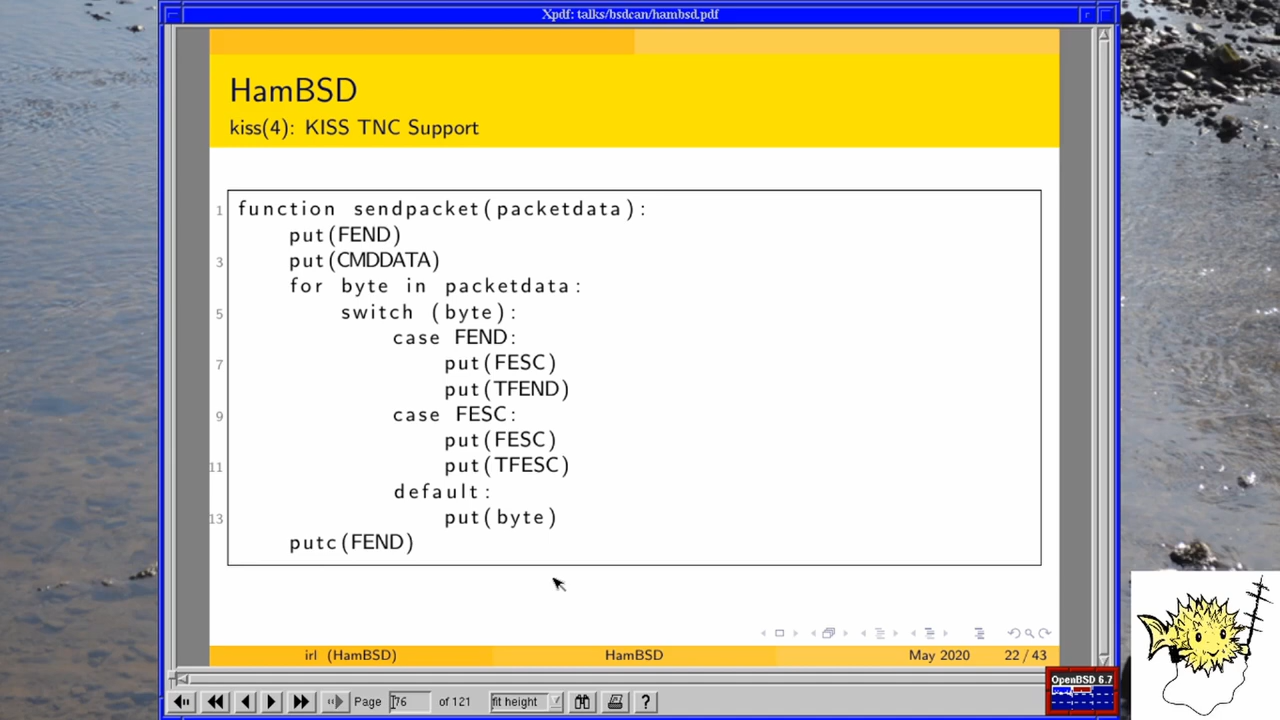 Xpdf: talks/bsdcan/hambsd.pdf
HamBSD
kiss(4): KISS TNC Support
1 function sendpacket(packetdata):
put(FEND)
3 put(CMDDATA)
for byte in packetdata:
5 switch (byte):
case FEND:
7 put(FESC)
put(TFEND)
9 case FESC:
put(FESC)
11 put(TFESC)
default:
13 put(byte)
putc(FEND)
irl (HamBSD) HamBSD May 2020 22 / 43
OpenBSD 6.7
Page 76 of 121 fit height ?